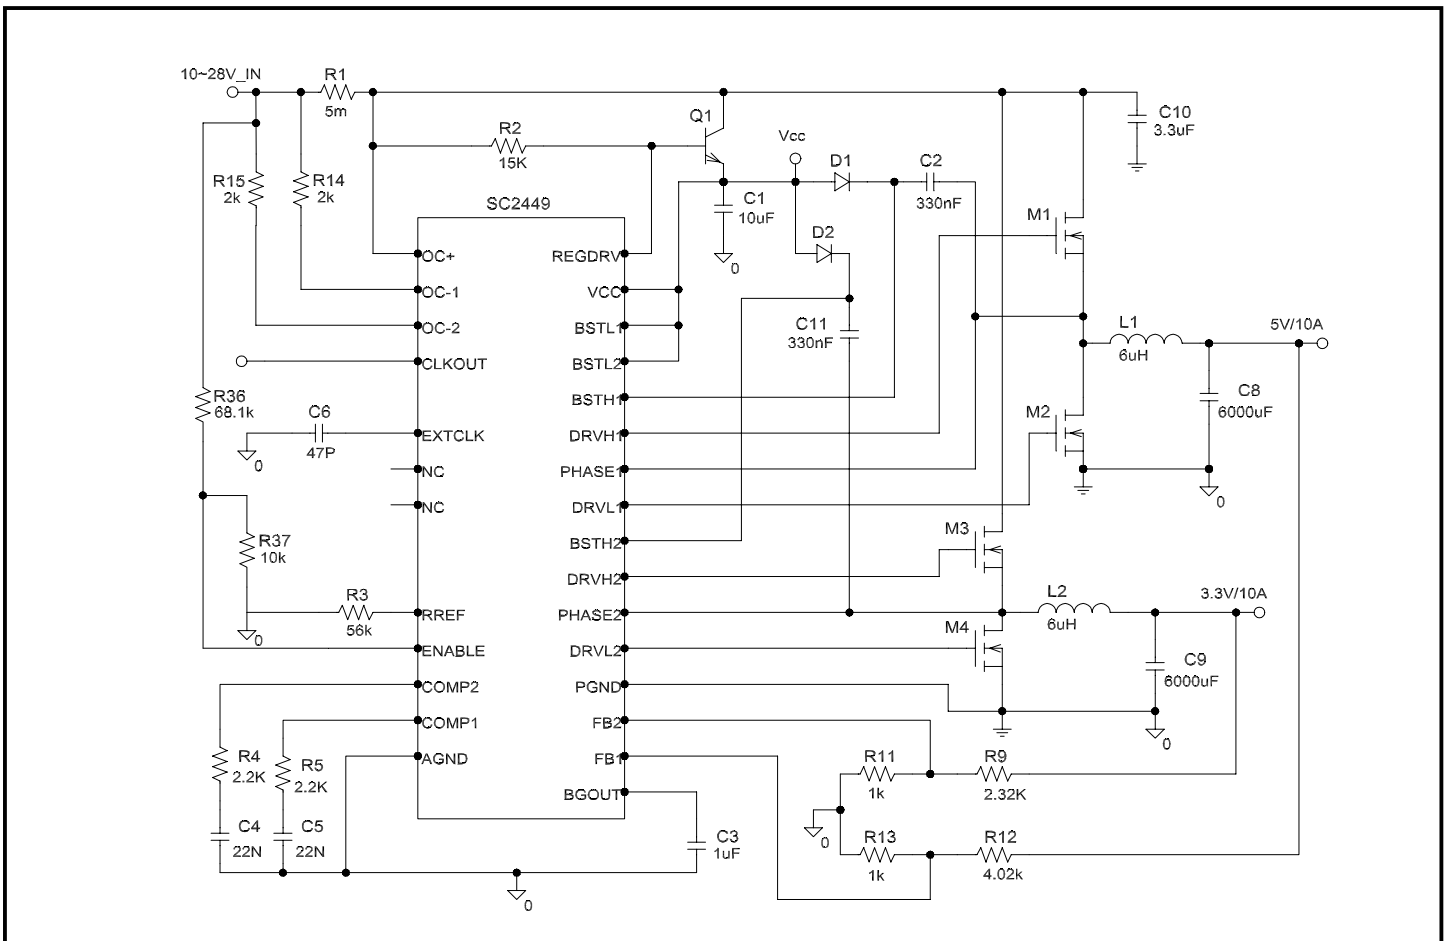 10~28V_IN
R1
5m
R2
15K
Q1
Vcc
D1
C2
330nF
C10
3.3uF
R15
2k
R14
2k
SC2449
C1
10uF
0
D2
M1
OC+
REGDRV
OC-1
VCC
OC-2
BSTL1
C11
330nF
L1
6uH
5V/10A
CLKOUT
BSTL2
R36
68.1k
BSTH1
C8
6000uF
C6
47P
0
EXTCLK
DRVH1
M2
NC
PHASE1
NC
DRVL1
0
R37
10k
BSTH2
M3
DRVH2
R3
56k
0
RREF
PHASE2
L2
6uH
3.3V/10A
ENABLE
DRVL2
M4
COMP2
PGND
C9
6000uF
COMP1
FB2
0
R4
2.2K
R5
2.2K
AGND
FB1
R11
1k
R9
2.32K
BGOUT
C4
22N
C5
22N
C3
1uF
0
R13
1k
R12
4.02k
0